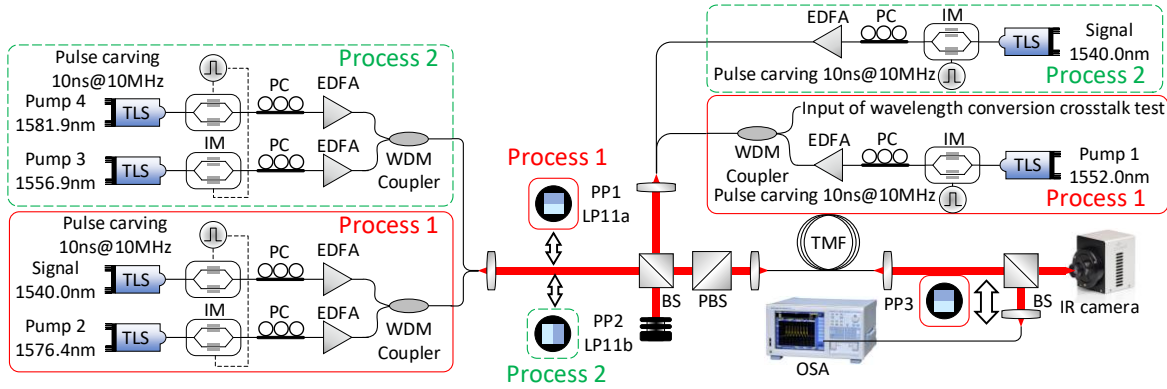 Process 2
Pulse carving
10ns@10MHz
Pump 4
1581.9nm
TLS
PC
EDFA
Pump 3
1556.9nm
TLS
IM
PC
EDFA
WDM
Coupler
Process 1
Pulse carving
10ns@10MHz
Signal
1540.0nm
TLS
PC
EDFA
Pump 2
1576.4nm
TLS
IM
PC
EDFA
WDM
Coupler
Process 1
PP1
LP11a
PP2
LP11b
Process 2
BS
PBS
EDFA
PC
IM
TLS
Signal
1540.0nm
Pulse carving 10ns@10MHz
Process 2
Input of wavelength conversion crosstalk test
WDM
Coupler
EDFA
PC
IM
TLS
Pump 1
1552.0nm
Pulse carving 10ns@10MHz
Process 1
TMF
PP3
BS
IR camera
OSA